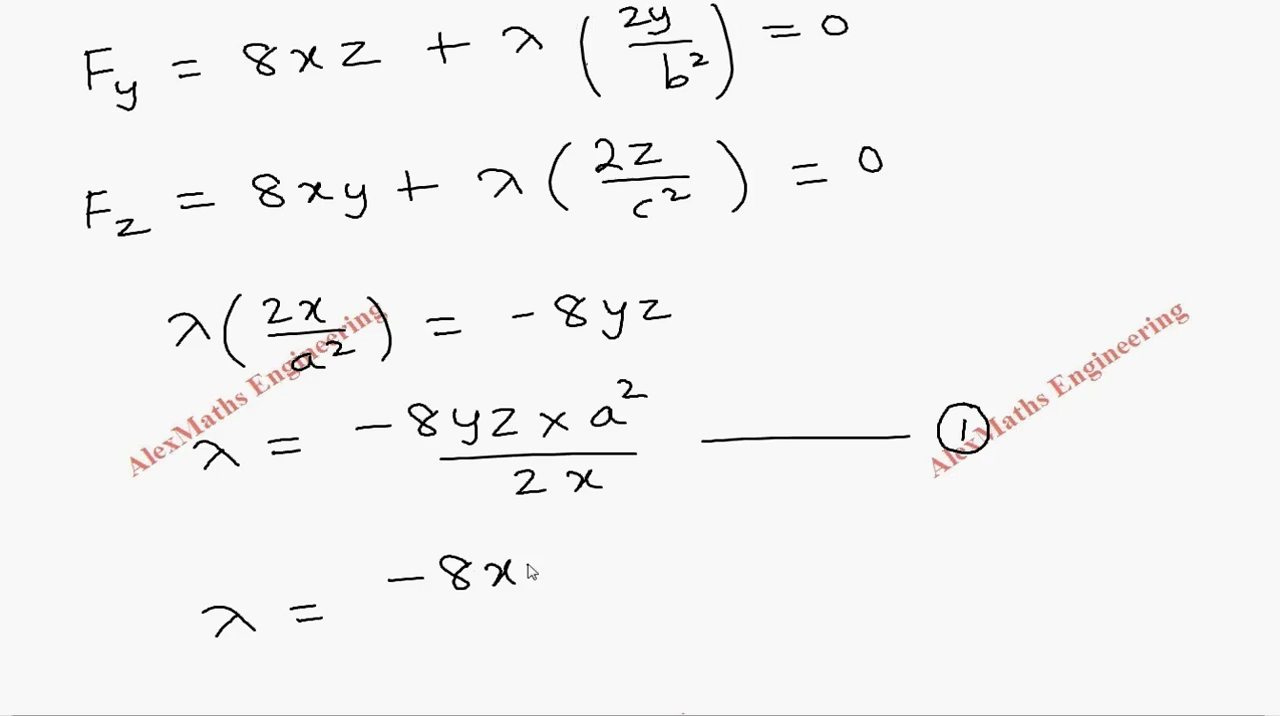 F_y = 8xz + λ(2y/b²) = 0
F_z = 8xy + λ(2z/c²) = 0
λ(2x/a²) = -8yz
λ = -8yz × a²/2x ——— ①
λ = -8x
AlexMaths Engineering
AlexMaths Engineering